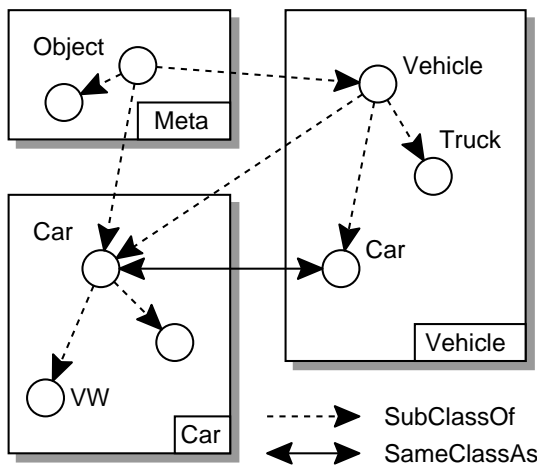 Object
Meta
Vehicle
Truck
Car
Vehicle
Car
VW
Car
SubClassOf
SameClassAs